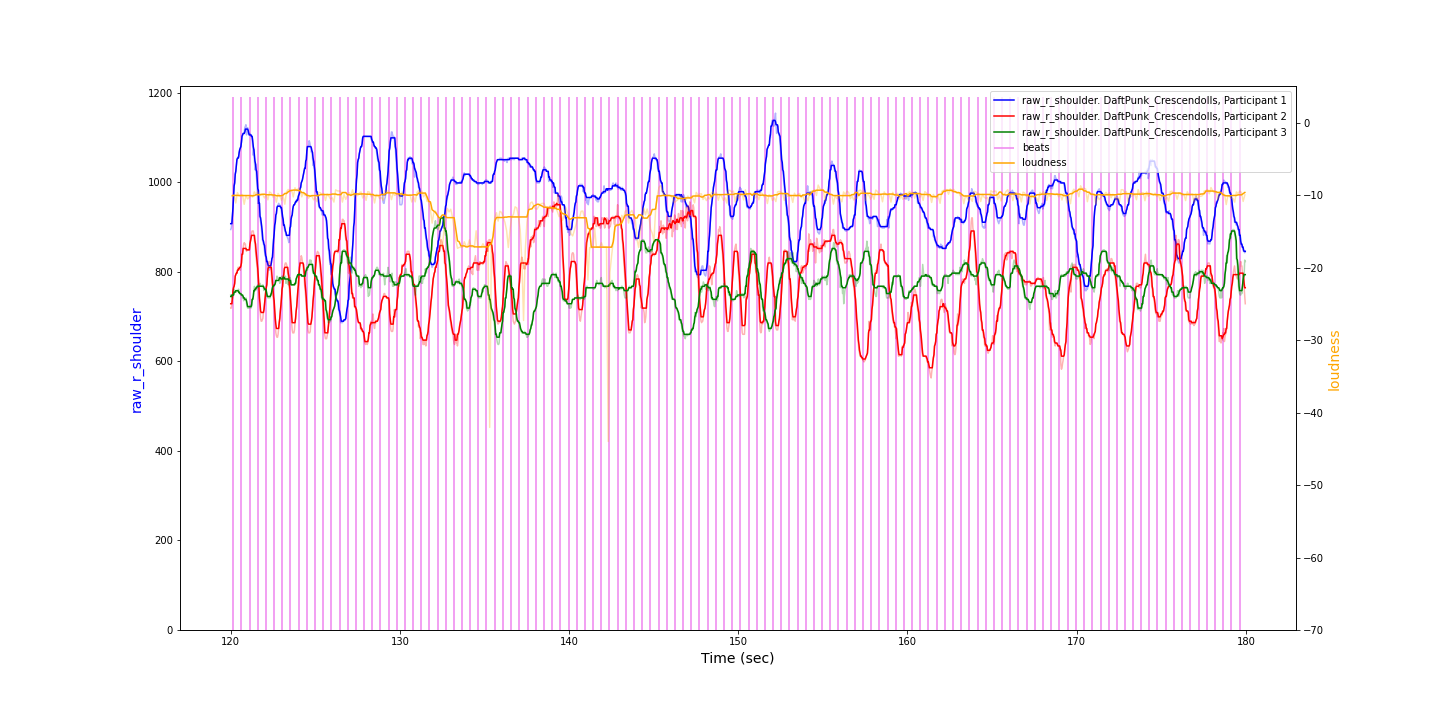 raw_r_shoulder. DaftPunk_Crescendolls, Participant 1
raw_r_shoulder. DaftPunk_Crescendolls, Participant 2
raw_r_shoulder. DaftPunk_Crescendolls, Participant 3
beats
loudness
1200
1000
800
600
400
200
0
raw_r_shoulder
0
−10
−20
−30
−40
−50
−60
−70
loudness
120
130
140
150
160
170
180
Time (sec)